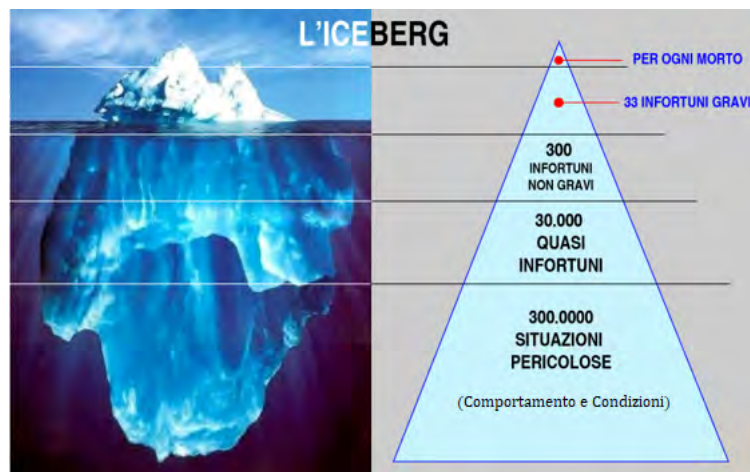 L'ICEBERG
PER OGNI MORTO
33 INFORTUNI GRAVI
300
INFORTUNI
NON GRAVI
30.000
QUASI
INFORTUNI
300.0000
SITUAZIONI
PERICOLOSE
(Comportamento e Condizioni)